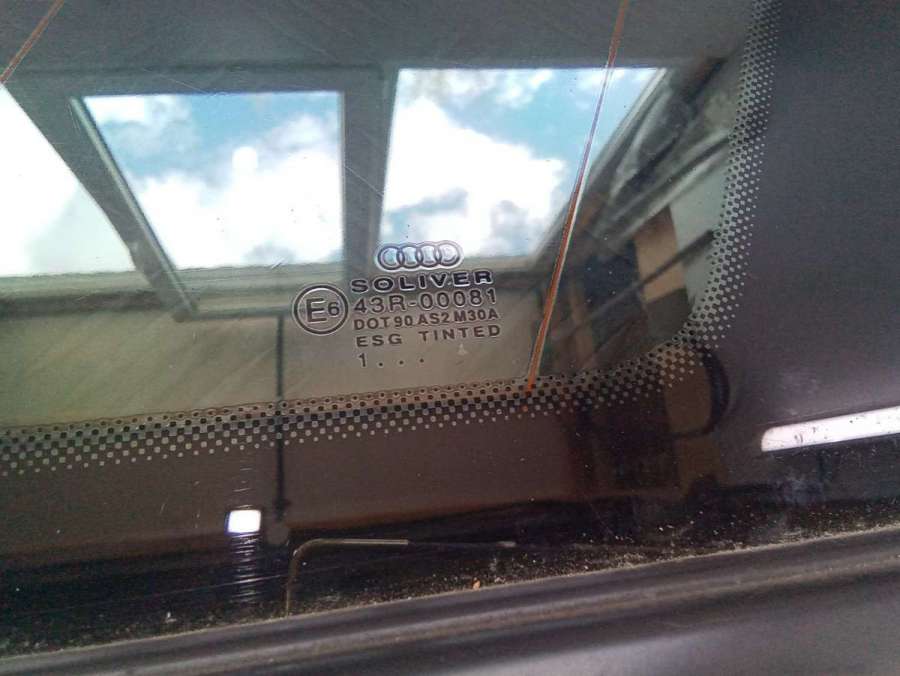 SOLIVER
E6 43R-00081
DOT 90 AS2 M30A
ESG TINTED
1 . . .